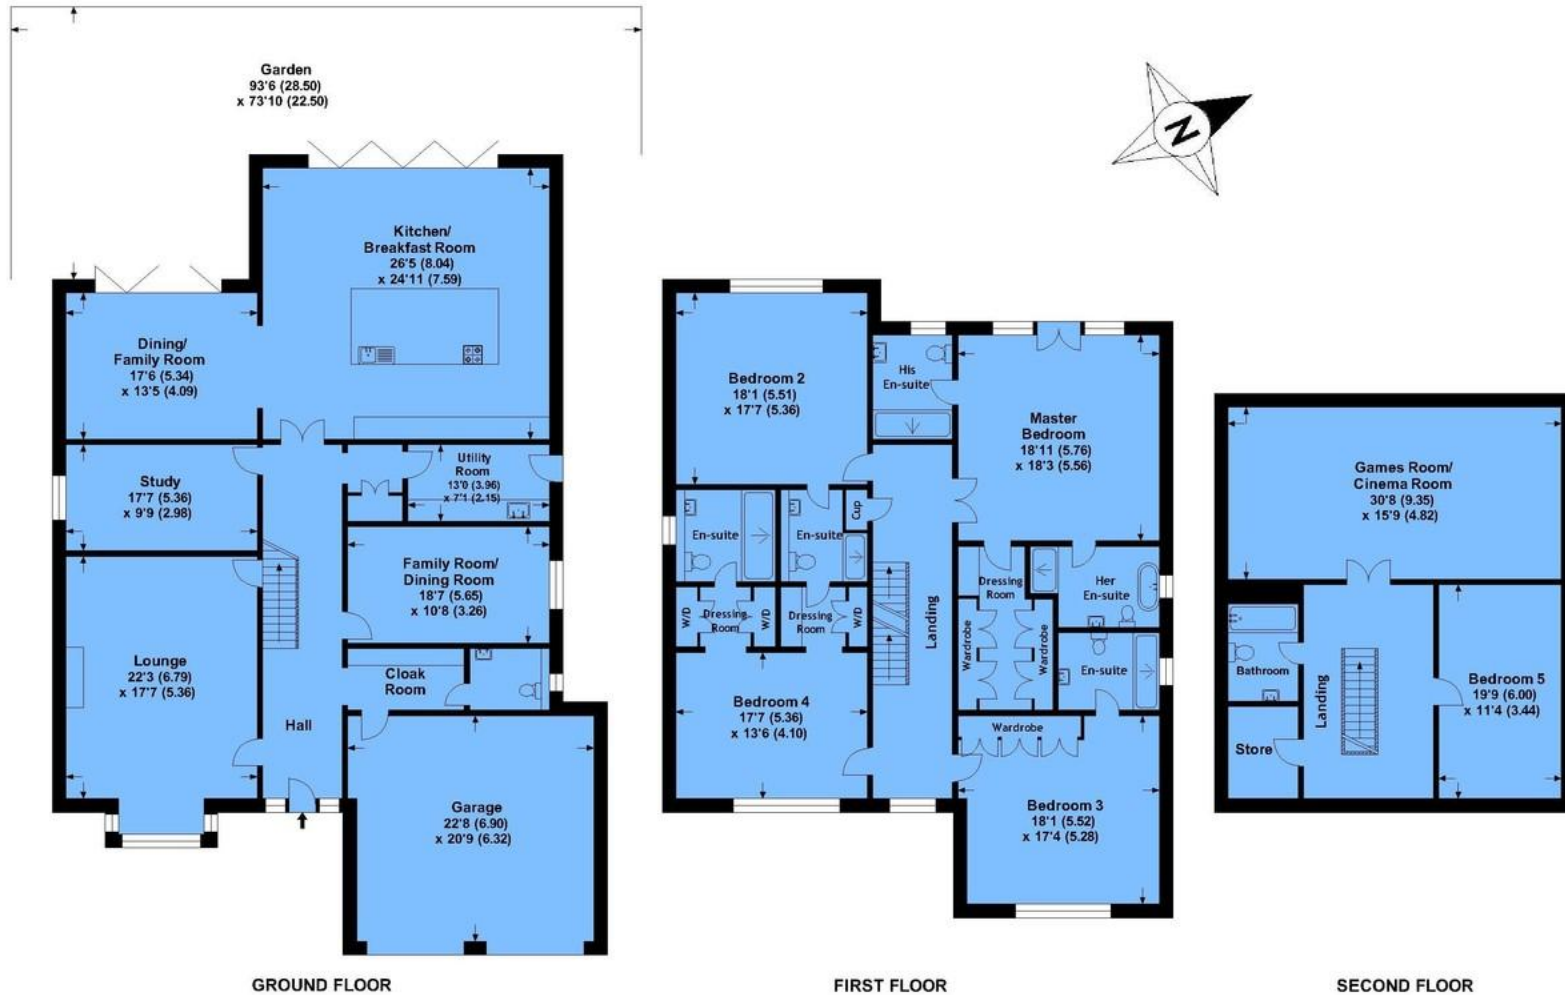 Garden
93'6 (28.50)
x 73'10 (22.50)
N
Kitchen/
Breakfast Room
26'5 (8.04)
x 24'11 (7.59)
Dining/
Family Room
17'6 (5.34)
x 13'5 (4.09)
Study
17'7 (5.36)
x 9'9 (2.98)
Utility
Room
13'0 (3.96)
x 7'1 (2.15)
Family Room/
Dining Room
18'7 (5.65)
x 10'8 (3.26)
Lounge
22'3 (6.79)
x 17'7 (5.36)
Cloak
Room
Hall
Garage
22'8 (6.90)
x 20'9 (6.32)
GROUND FLOOR
Bedroom 2
18'1 (5.51)
x 17'7 (5.36)
His
En-suite
Master
Bedroom
18'11 (5.76)
x 18'3 (5.56)
En-suite
En-suite
Cup
W/D
Dressing
Room
W/D
Dressing
Room
W/D
Landing
Dressing
Room
Wardrobe
Wardrobe
Her
En-suite
En-suite
Bedroom 4
17'7 (5.36)
x 13'6 (4.10)
Wardrobe
Bedroom 3
18'1 (5.52)
x 17'4 (5.28)
FIRST FLOOR
Games Room/
Cinema Room
30'8 (9.35)
x 15'9 (4.82)
Bathroom
Landing
Store
Bedroom 5
19'9 (6.00)
x 11'4 (3.44)
SECOND FLOOR